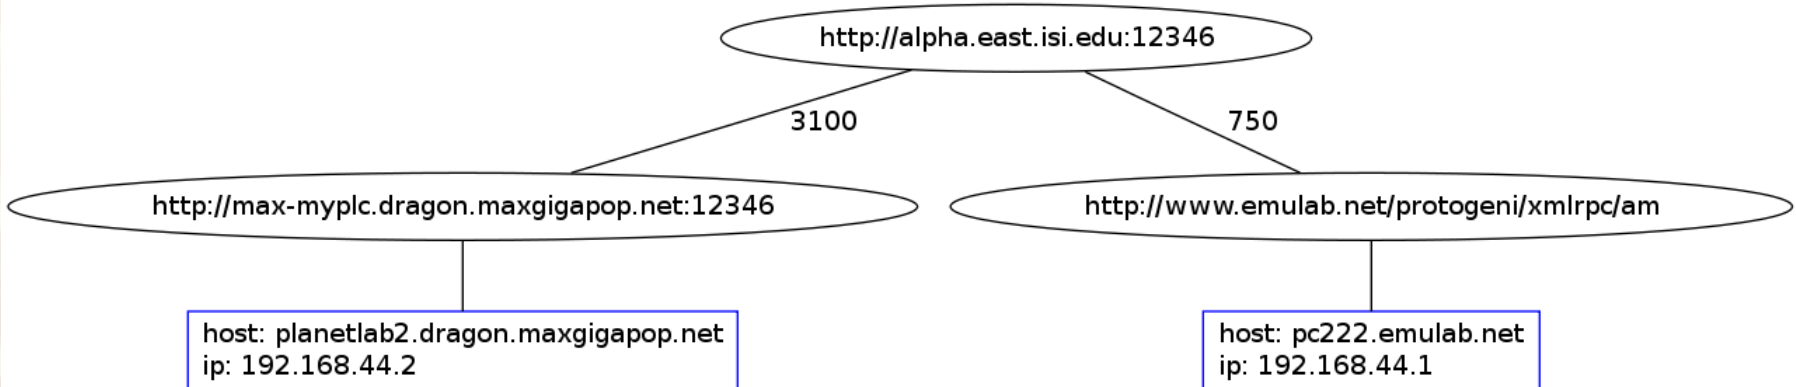 http://alpha.east.isi.edu:12346
3100
750
http://max-myplc.dragon.maxgigapop.net:12346
http://www.emulab.net/protogeni/xmlrpc/am
host: planetlab2.dragon.maxgigapop.net
ip: 192.168.44.2
host: pc222.emulab.net
ip: 192.168.44.1